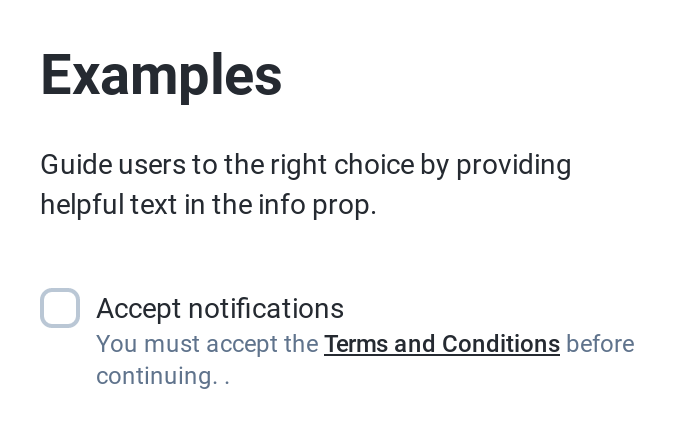 Examples
Guide users to the right choice by providing
helpful text in the info prop.
Accept notifications
You must accept the Terms and Conditions before
continuing. .